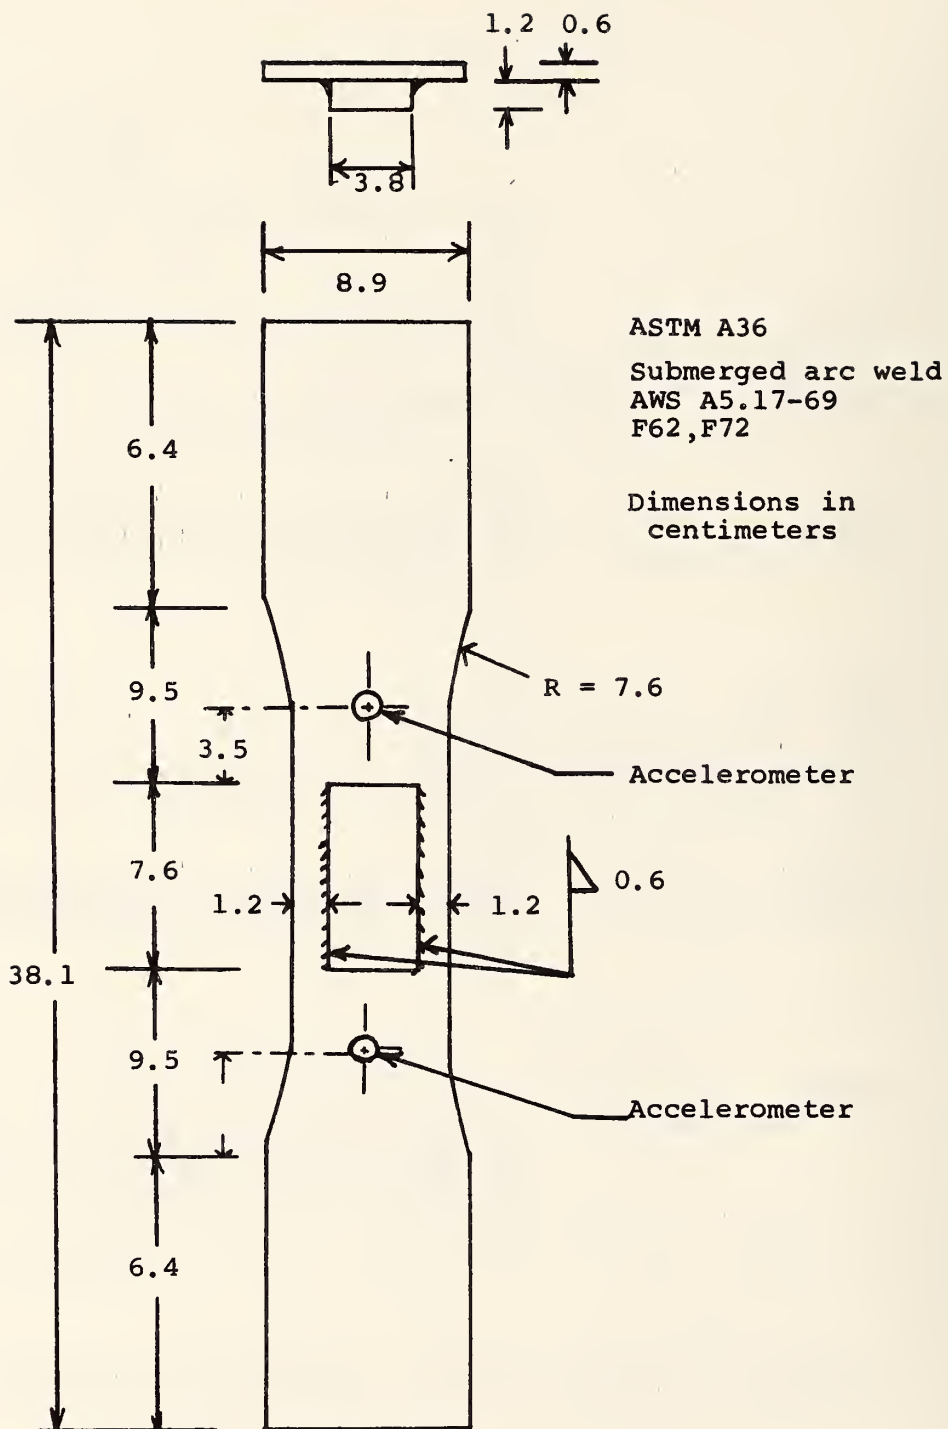 1.2 0.6
3.8
8.9
ASTM A36
Submerged arc weld
AWS A5.17-69
F62,F72
Dimensions in
centimeters
6.4
R = 7.6
9.5
3.5
Accelerometer
7.6
0.6
1.2
1.2
38.1
9.5
Accelerometer
6.4